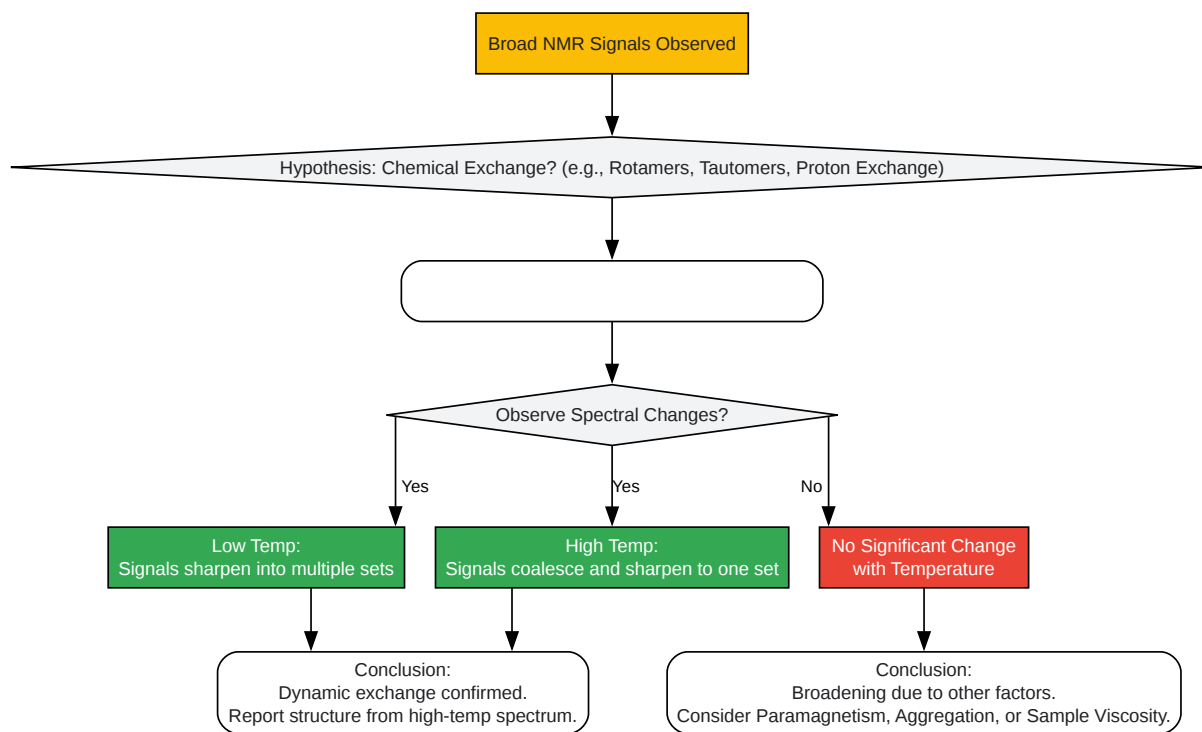 Broad NMR Signals Observed
Hypothesis: Chemical Exchange? (e.g., Rotamers, Tautomers, Proton Exchange)
Observe Spectral Changes?
Yes
Yes
No
Low Temp:
Signals sharpen into multiple sets
High Temp:
Signals coalesce and sharpen to one set
No Significant Change
with Temperature
Conclusion:
Dynamic exchange confirmed.
Report structure from high-temp spectrum.
Conclusion:
Broadening due to other factors.
Consider Paramagnetism, Aggregation, or Sample Viscosity.